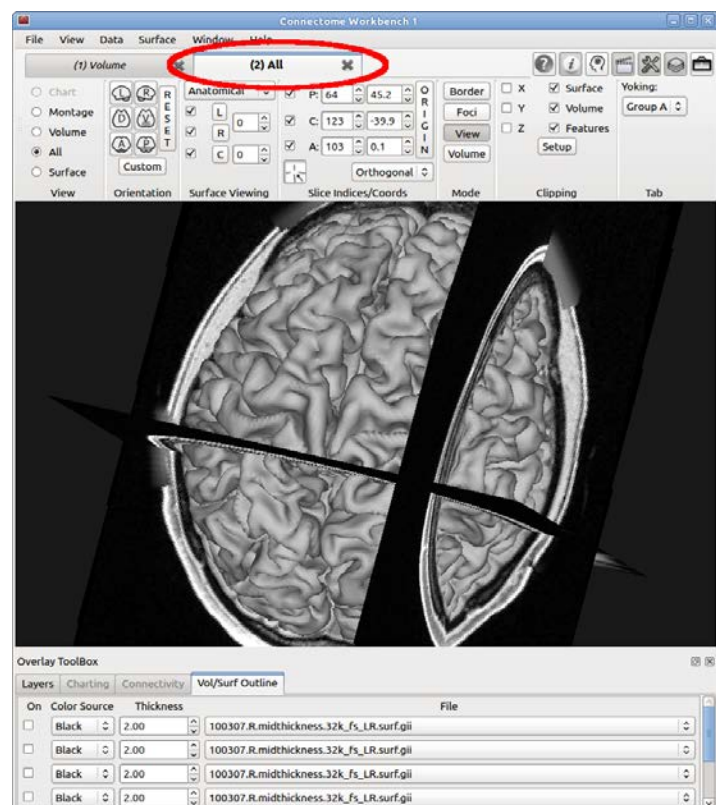 Connectome Workbench 1
File View Data Surface Window Help
(1) Volume (2) All
Chart
Montage
Volume
All
Surface
View
L R
D V
A P
RESET
Custom
Orientation
Anatomical
L 0
R
C 0
Surface Viewing
P: 64 45.2
C: 123 -39.9
A: 103 0.1
ORIGIN
Orthogonal
Slice Indices/Coords
Border
Foci
View
Volume
Mode
X Surface
Y Volume
Z Features
Setup
Clipping
Yoking:
Group A
Tab
Overlay ToolBox
Layers Charting Connectivity Vol/Surf Outline
On Color Source Thickness File
Black 2.00 100307.R.midthickness.32k_fs_LR.surf.gii
Black 2.00 100307.R.midthickness.32k_fs_LR.surf.gii
Black 2.00 100307.R.midthickness.32k_fs_LR.surf.gii
Black 2.00 100307.R.midthickness.32k_fs_LR.surf.gii